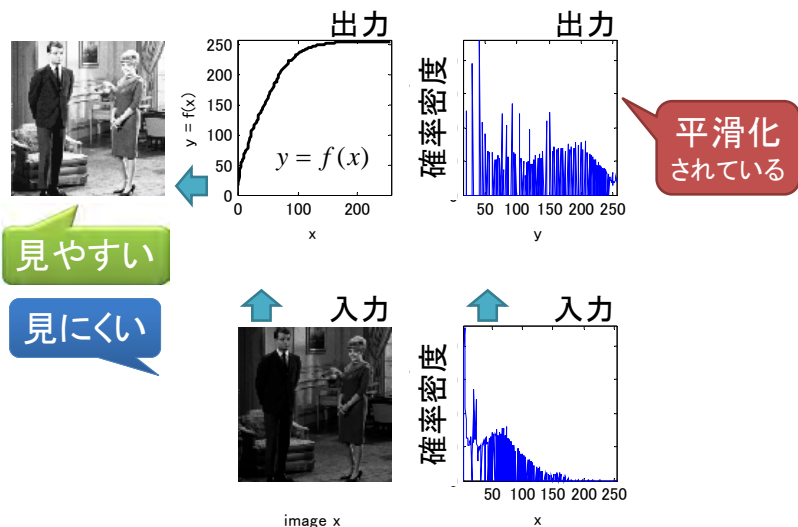 出力
250
200
150
100
50
0
y = f(x)
y = f(x)
0 100 200
x
出力
確率密度
50 100 150 200 250
y
平滑化
されている
見やすい
見にくい
入力
image x
入力
確率密度
50 100 150 200 250
x